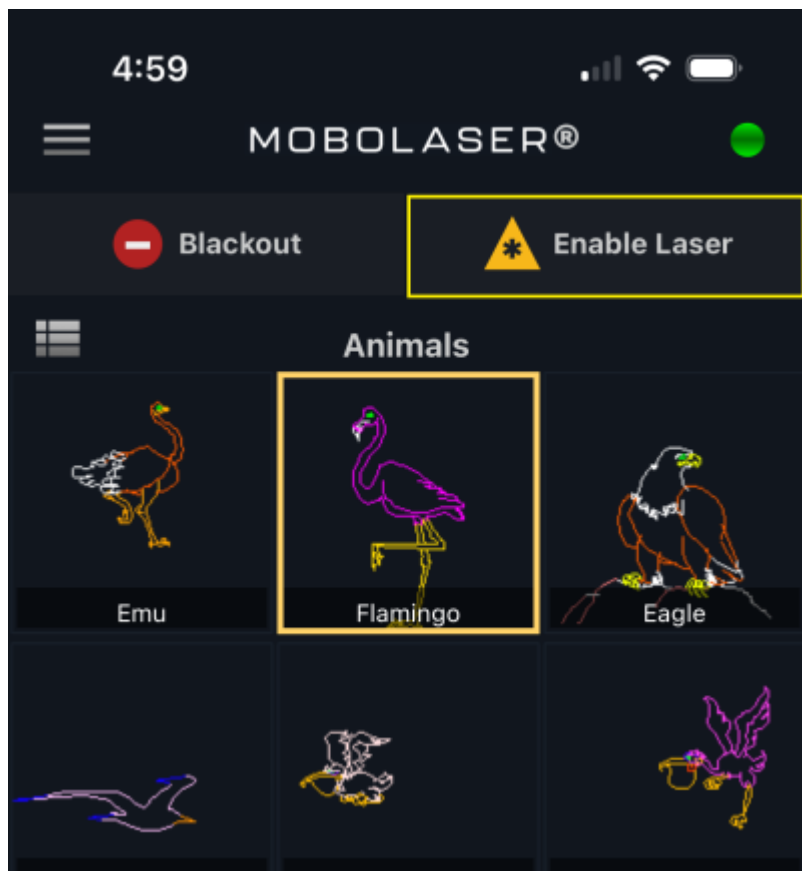 4:59
MOBOLASER®
Blackout
Enable Laser
Animals
Emu
Flamingo
Eagle